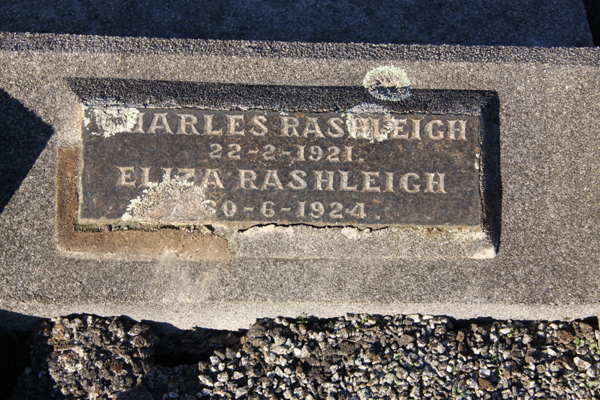 CHARLES RASHLEIGH
22-2-1921.
ELIZA RASHLEIGH
30-6-1924.